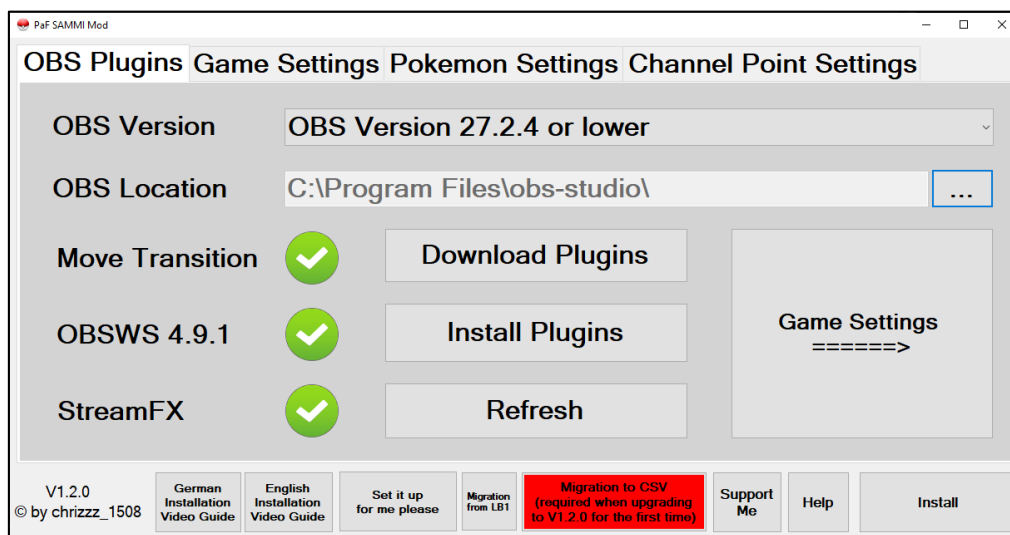 PaF SAMMI Mod
OBS Plugins Game Settings Pokemon Settings Channel Point Settings
OBS Version OBS Version 27.2.4 or lower
OBS Location C:\Program Files\obs-studio\ ...
Move Transition Download Plugins
OBSWS 4.9.1 Install Plugins
StreamFX Refresh
Game Settings
======>
V1.2.0
© by chrizzz_1508
German
Installation
Video Guide
English
Installation
Video Guide
Set it up
for me please
Migration
from LB1
Migration to CSV
(required when upgrading
to V1.2.0 for the first time)
Support
Me
Help
Install